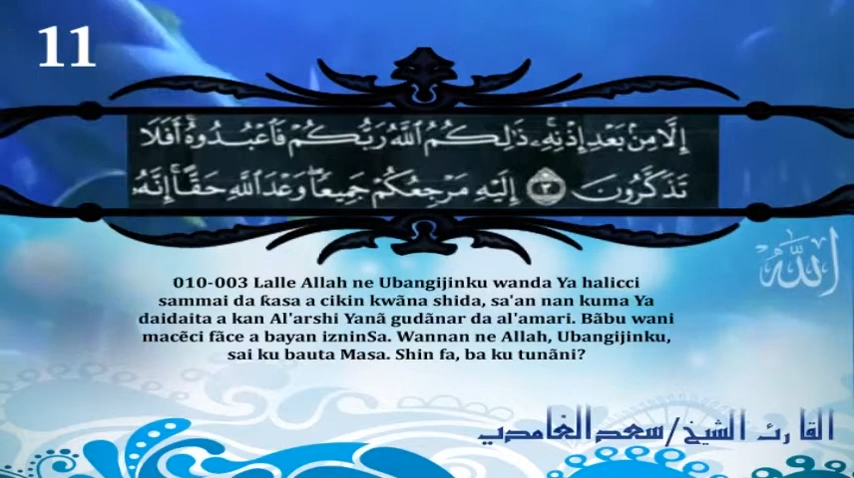 11
إِلَّا مِنۢ بَعْدِ إِذْنِهِۦ ذَٰلِكُمُ ٱللَّهُ رَبُّكُمْ فَٱعْبُدُوهُ أَفَلَا
تَذَكَّرُونَ ٣ إِلَيْهِ مَرْجِعُكُمْ جَمِيعًا ۖ وَعْدَ ٱللَّهِ حَقًّا ۚ إِنَّهُۥ
الله
010-003 Lalle Allah ne Ubangijinku wanda Ya halicci
sammai da ƙasa a cikin kwãna shida, sa'an nan kuma Ya
daidaita a kan Al'arshi Yanã gudãnar da al'amari. Bãbu wani
macẽci fãce a bayan izninSa. Wannan ne Allah, Ubangijinku,
sai ku bauta Masa. Shin fa, ba ku tunãni?
القارئ الشيخ/سعد الغامدي